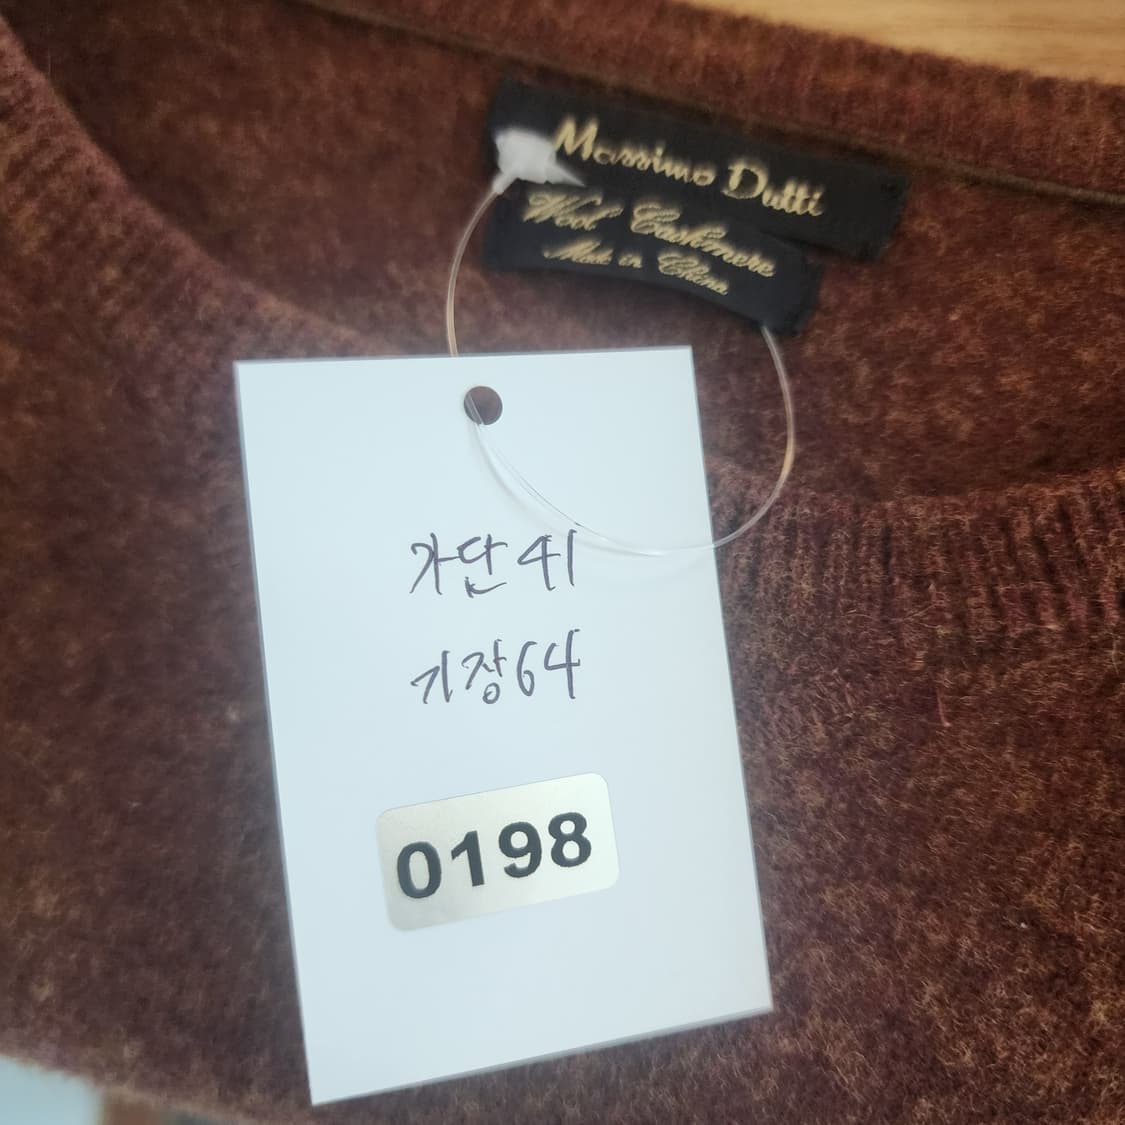 Massimo Dutti
Wool Cashmere
Made in China
가단 41
기장 64
0198